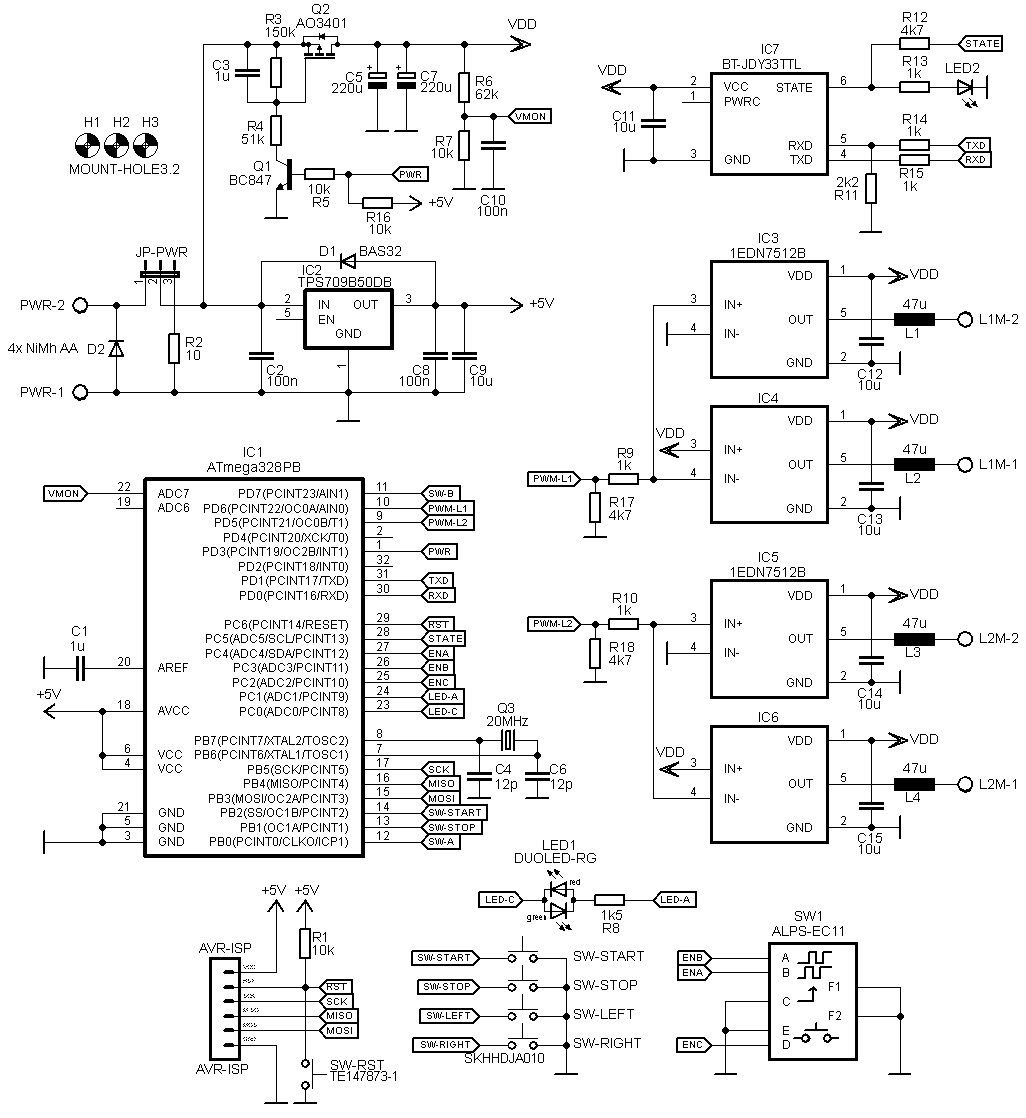 Q2
AO3401
R3
150k
C3
1u
C5
220u
+
C7
220u
+
VDD
R6
62k
VMON
R7
10k
C10
100n
R4
51k
Q1
BC847
10k
R5
PWR
R16
10k
+5V
H1 H2 H3
MOUNT-HOLE3.2
IC7
BT-JDY33TTL
VDD
C11
10u
2 VCC
1 PWRC
3 GND
STATE 6
RXD 5
TXD 4
R12
4k7
STATE
R13
1k
LED2
R14
1k
TXD
RXD
R15
1k
2k2
R11
JP-PWR
1 2 3
PWR-2
4x NiMh AA
D2
R2
10
PWR-1
D1 BAS32
IC2
TPS709B50DB
2 IN
5 EN
OUT 3
GND
1
C2
100n
C8
100n
C9
10u
+5V
IC3
1EDN7512B
3 IN+
4 IN-
VDD 1
OUT 5
GND 2
VDD
47u
L1
L1M-2
C12
10u
IC4
VDD
3 IN+
4 IN-
VDD 1
OUT 5
GND 2
VDD
47u
L2
L1M-1
C13
10u
PWM-L1
R9
1k
R17
4k7
IC5
1EDN7512B
3 IN+
4 IN-
VDD 1
OUT 5
GND 2
VDD
47u
L3
L2M-2
C14
10u
PWM-L2
R10
1k
R18
4k7
IC6
VDD
3 IN+
4 IN-
VDD 1
OUT 5
GND 2
VDD
47u
L4
L2M-1
C15
10u
IC1
ATmega328PB
VMON 22 ADC7
19 ADC6
C1
1u
20 AREF
+5V
18 AVCC
6 VCC
4 VCC
21 GND
5 GND
3 GND
PD7(PCINT23/AIN1) 11 SW-B
PD6(PCINT22/OC0A/AIN0) 10 PWM-L1
PD5(PCINT21/OC0B/T1) 9 PWM-L2
PD4(PCINT20/XCK/T0) 2
PD3(PCINT19/OC2B/INT1) 1 PWR
PD2(PCINT18/INT0) 32
PD1(PCINT17/TXD) 31 TXD
PD0(PCINT16/RXD) 30 RXD
PC6(PCINT14/RESET) 29 RST
PC5(ADC5/SCL/PCINT13) 28 STATE
PC4(ADC4/SDA/PCINT12) 27 ENA
PC3(ADC3/PCINT11) 26 ENB
PC2(ADC2/PCINT10) 25 ENC
PC1(ADC1/PCINT9) 24 LED-A
PC0(ADC0/PCINT8) 23 LED-C
PB7(PCINT7/XTAL2/TOSC2) 8
PB6(PCINT6/XTAL1/TOSC1) 7
PB5(SCK/PCINT5) 17 SCK
PB4(MISO/PCINT4) 16 MISO
PB3(MOSI/OC2A/PCINT3) 15 MOSI
PB2(SS/OC1B/PCINT2) 14 SW-START
PB1(OC1A/PCINT1) 13 SW-STOP
PB0(PCINT0/CLKO/ICP1) 12 SW-A
Q3
20MHz
C4
12p
C6
12p
LED1
DUOLED-RG
LED-C
red
green
1k5
R8
LED-A
+5V +5V
R1
10k
AVR-ISP
RST
SCK
MISO
MOSI
AVR-ISP
SW-RST
TE147873-1
SW-START SW-START
SW-STOP SW-STOP
SW-LEFT SW-LEFT
SW-RIGHT SW-RIGHT
SKHHDJA010
SW1
ALPS-EC11
ENB A
ENA B
C
E
ENC D
F1
F2